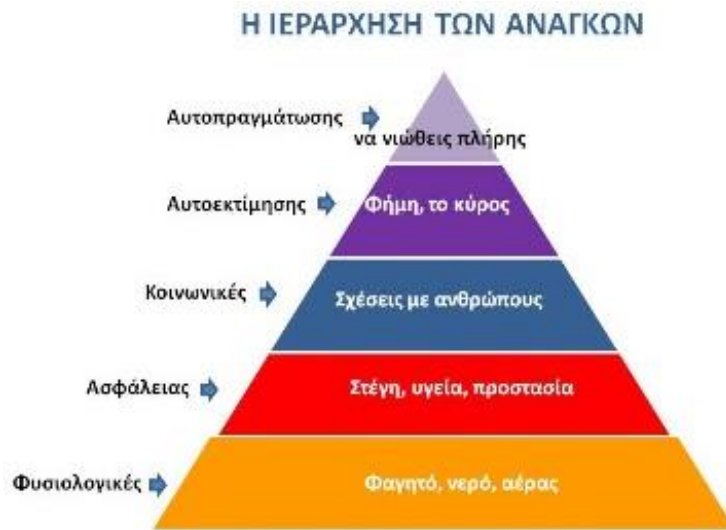 Η ΙΕΡΑΡΧΗΣΗ ΤΩΝ ΑΝΑΓΚΩΝ
Αυτοπραγμάτωσης
να νιώθεις πλήρης
Αυτοεκτίμησης
Φήμη, το κύρος
Κοινωνικές
Σχέσεις με ανθρώπους
Ασφάλειας
Στέγη, υγεία, προστασία
Φυσιολογικές
Φαγητό, νερό, αέρας